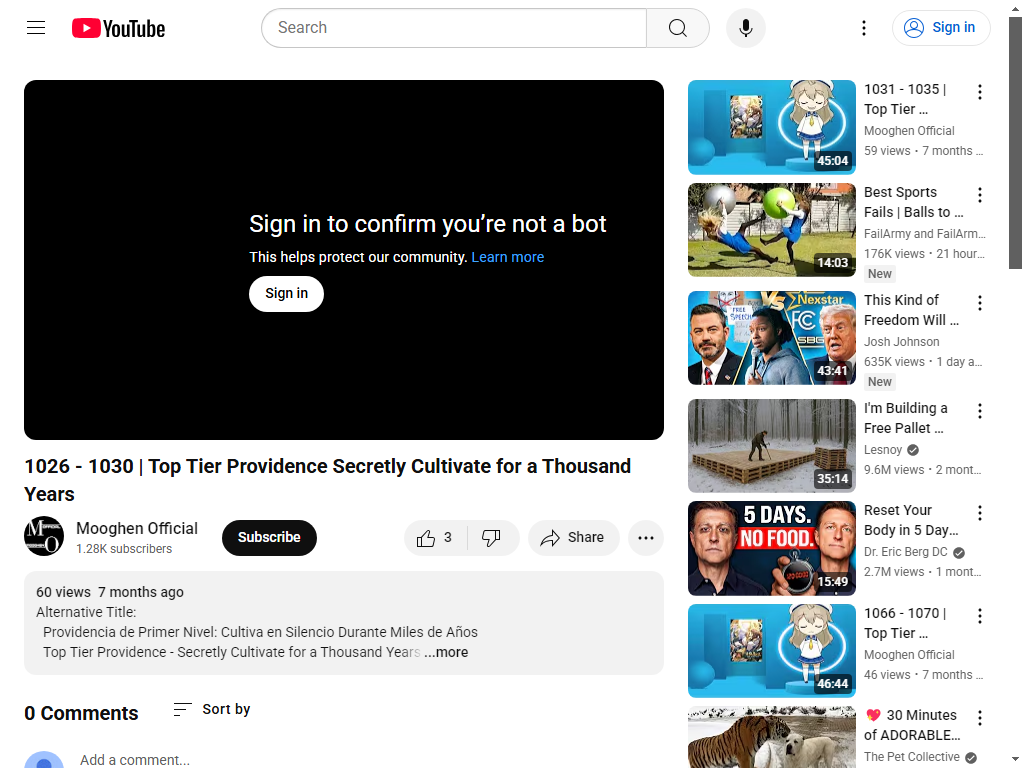 YouTube
Search
Sign in
Sign in to confirm you’re not a bot
This helps protect our community. Learn more
Sign in
1026 - 1030 | Top Tier Providence Secretly Cultivate for a Thousand
Years
Mooghen Official
1.28K subscribers
Subscribe
3
Share
60 views 7 months ago
Alternative Title:
Providencia de Primer Nivel: Cultiva en Silencio Durante Miles de Años
Top Tier Providence - Secretly Cultivate for a Thousand Years ...more
0 Comments
Sort by
Add a comment...
45:04
1031 - 1035 |
Top Tier ...
Mooghen Official
59 views • 7 months ...
14:03
Best Sports
Fails | Balls to ...
FailArmy and FailArm...
176K views • 21 hour...
New
VS Nexstar
FREE
SPEECH
FC
SBG
43:41
This Kind of
Freedom Will ...
Josh Johnson
635K views • 1 day a...
New
35:14
I'm Building a
Free Pallet ...
Lesnoy
9.6M views • 2 mont...
5 DAYS.
NO FOOD.
15:49
Reset Your
Body in 5 Day...
Dr. Eric Berg DC
2.7M views • 1 mont...
46:44
1066 - 1070 |
Top Tier ...
Mooghen Official
46 views • 7 months ...
💖 30 Minutes
of ADORABLE...
The Pet Collective